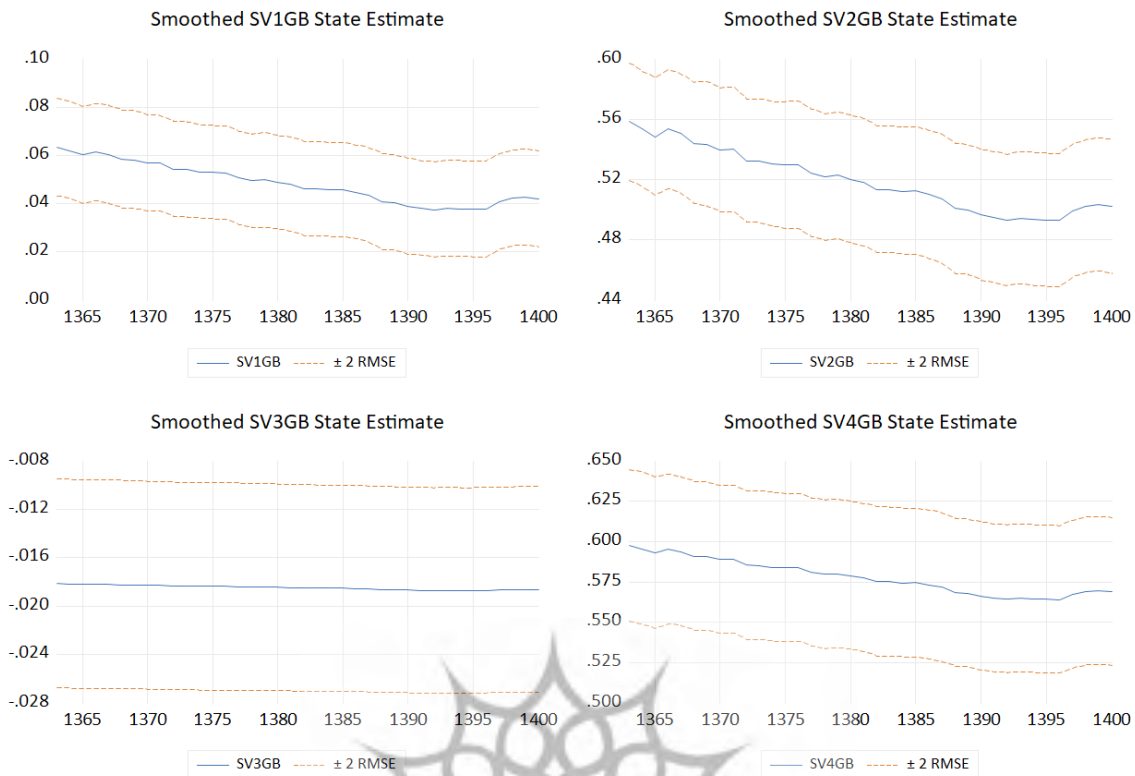 Smoothed SV1GB State Estimate
.10
.08
.06
.04
.02
.00
1365 1370 1375 1380 1385 1390 1395 1400
SV1GB ± 2 RMSE
Smoothed SV2GB State Estimate
.60
.56
.52
.48
.44
1365 1370 1375 1380 1385 1390 1395 1400
SV2GB ± 2 RMSE
Smoothed SV3GB State Estimate
-.008
-.012
-.016
-.020
-.024
-.028
1365 1370 1375 1380 1385 1390 1395 1400
SV3GB ± 2 RMSE
Smoothed SV4GB State Estimate
.650
.625
.600
.575
.550
.525
.500
1365 1370 1375 1380 1385 1390 1395 1400
SV4GB ± 2 RMSE